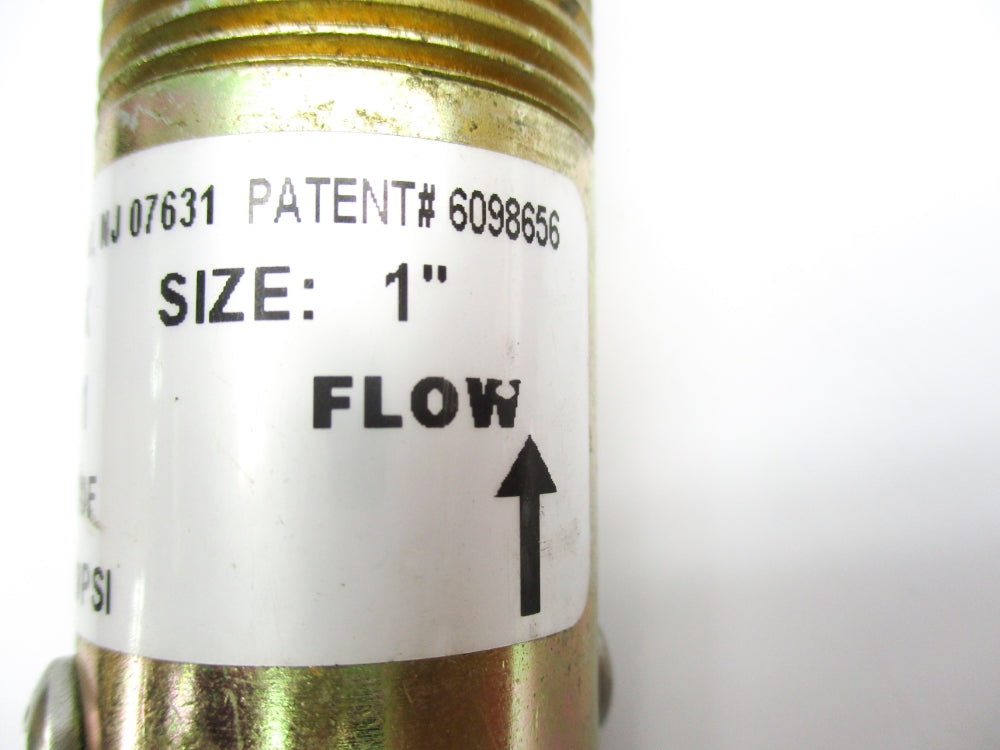 NJ 07631 PATENT# 6098656
SIZE: 1"
FLOW
PSI